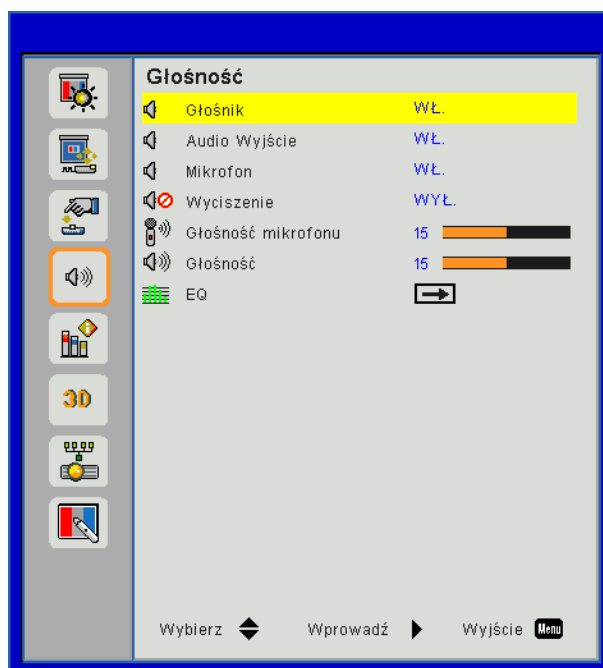 Głośność
Głośnik WŁ.
Audio Wyjście WŁ.
Mikrofon WŁ.
Wyciszenie WYŁ.
Głośność mikrofonu 15
Głośność 15
EQ
3D
Wybierz Wprowadź Wyjście Menu